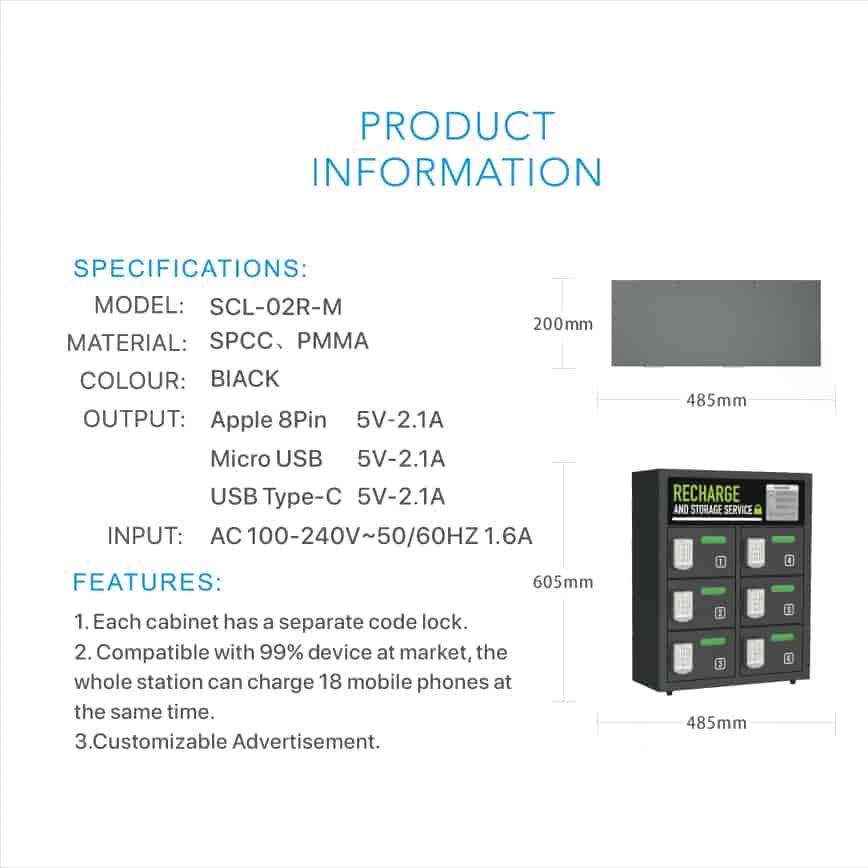 PRODUCT
INFORMATION
SPECIFICATIONS:
MODEL: SCL-02R-M
MATERIAL: SPCC、PMMA
COLOUR: BIACK
OUTPUT: Apple 8Pin 5V-2.1A
Micro USB 5V-2.1A
USB Type-C 5V-2.1A
INPUT: AC 100-240V~50/60HZ 1.6A
FEATURES:
1. Each cabinet has a separate code lock.
2. Compatible with 99% device at market, the
whole station can charge 18 mobile phones at
the same time.
3.Customizable Advertisement.
200mm
485mm
RECHARGE
AND STORAGE SERVICE
1 4
2 5
3 6
605mm
485mm